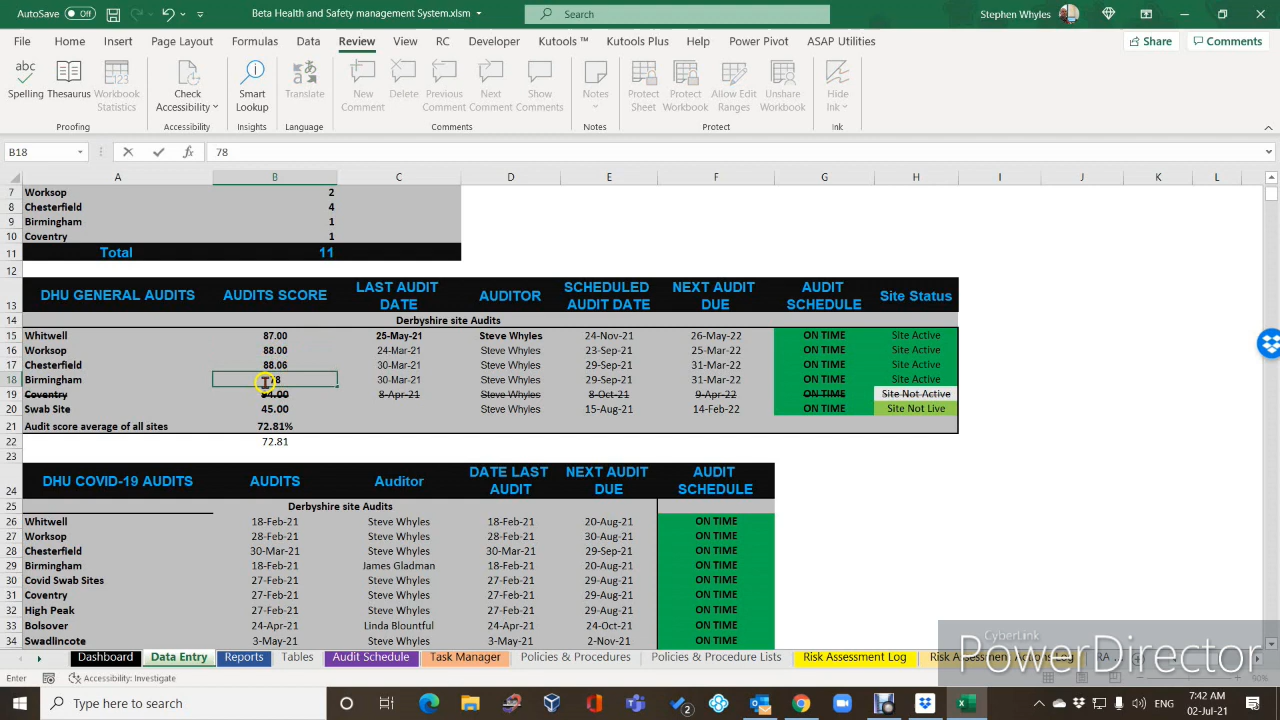 AutoSave Off Beta Health and Safety management System.xlsm Search Stephen Whyles
File Home Insert Page Layout Formulas Data Review View RC Developer Kutools ™ Kutools Plus Help Power Pivot ASAP Utilities Share Comments
Spelling Thesaurus Workbook Statistics Check Accessibility Smart Lookup Translate New Comment Delete Previous Comment Next Comment Show Comments Notes Protect Sheet Protect Workbook Allow Edit Ranges Unshare Workbook Hide Ink
Proofing Accessibility Insights Language Comments Notes Protect Ink
B18 fx 78
A B C D E F G H I J K L
7 Worksop 2
8 Chesterfield 4
9 Birmingham 1
10 Coventry 1
11 Total 11
12
13 DHU GENERAL AUDITS AUDITS SCORE LAST AUDIT DATE AUDITOR SCHEDULED AUDIT DATE NEXT AUDIT DUE AUDIT SCHEDULE Site Status
14 Derbyshire site Audits
15 Whitwell 87.00 25-May-21 Steve Whyles 24-Nov-21 26-May-22 ON TIME Site Active
16 Worksop 88.00 24-Mar-21 Steve Whyles 23-Sep-21 25-Mar-22 ON TIME Site Active
17 Chesterfield 88.06 30-Mar-21 Steve Whyles 29-Sep-21 31-Mar-22 ON TIME Site Active
18 Birmingham 78 30-Mar-21 Steve Whyles 29-Sep-21 31-Mar-22 ON TIME Site Active
19 Coventry 8-Apr-21 Steve Whyles 8-Oct-21 9-Apr-22 ON TIME Site Not Active
20 Swab Site 45.00 Steve Whyles 15-Aug-21 14-Feb-22 ON TIME Site Not Live
21 Audit score average of all sites 72.81%
22 72.81
23
24 DHU COVID-19 AUDITS AUDITS Auditor DATE LAST AUDIT NEXT AUDIT DUE AUDIT SCHEDULE
25 Derbyshire site Audits
26 Whitwell 18-Feb-21 Steve Whyles 18-Feb-21 20-Aug-21 ON TIME
27 Worksop 28-Feb-21 Steve Whyles 28-Feb-21 30-Aug-21 ON TIME
28 Chesterfield 30-Mar-21 Steve Whyles 30-Mar-21 29-Sep-21 ON TIME
29 Birmingham 18-Feb-21 James Gladman 18-Feb-21 20-Aug-21 ON TIME
30 Covid Swab Sites 27-Feb-21 Steve Whyles 27-Feb-21 29-Aug-21 ON TIME
31 Coventry 27-Feb-21 Steve Whyles 27-Feb-21 29-Aug-21 ON TIME
32 High Peak 27-Feb-21 Steve Whyles 27-Feb-21 29-Aug-21 ON TIME
33 Bolsover 24-Apr-21 Linda Blountful 24-Apr-21 24-Oct-21 ON TIME
34 Swadlincote 3-May-21 Steve Whyles 3-May-21 2-Nov-21 ON TIME
CyberLink
PowerDirector
Dashboard Data Entry Reports Tables Audit Schedule Task Manager Policies & Procedures Policies & Procedure Lists Risk Assessment Log Risk Assessment Actions Log RA
Enter Accessibility: Investigate 90%
Type here to search 2 ENG 7:42 AM
02-Jul-21